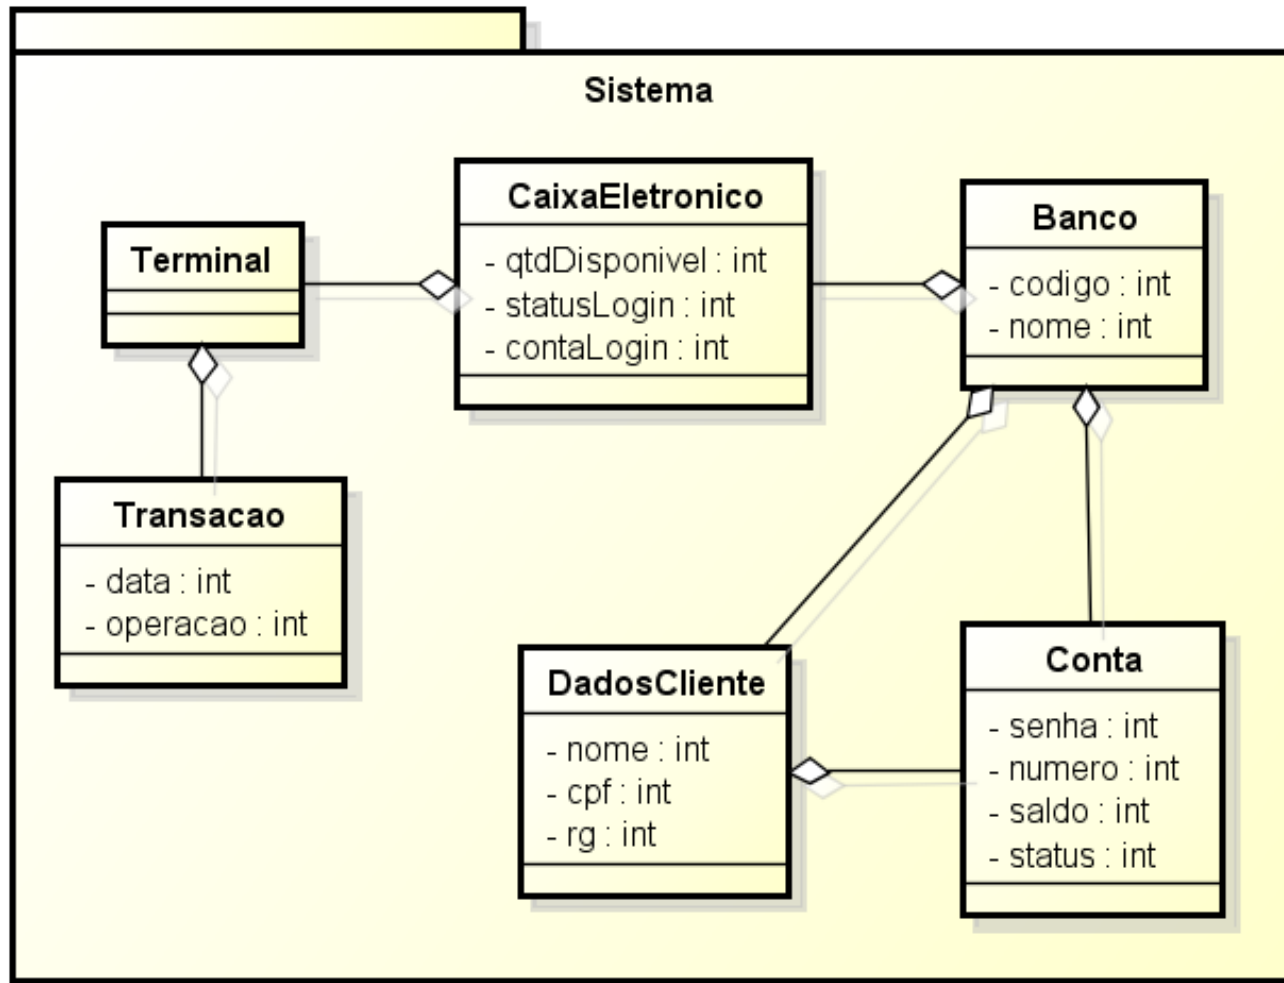 Sistema
CaixaEletronico
- qtdDisponivel : int
- statusLogin : int
- contaLogin : int
Banco
- codigo : int
- nome : int
Terminal
Transacao
- data : int
- operacao : int
DadosCliente
- nome : int
- cpf : int
- rg : int
Conta
- senha : int
- numero : int
- saldo : int
- status : int